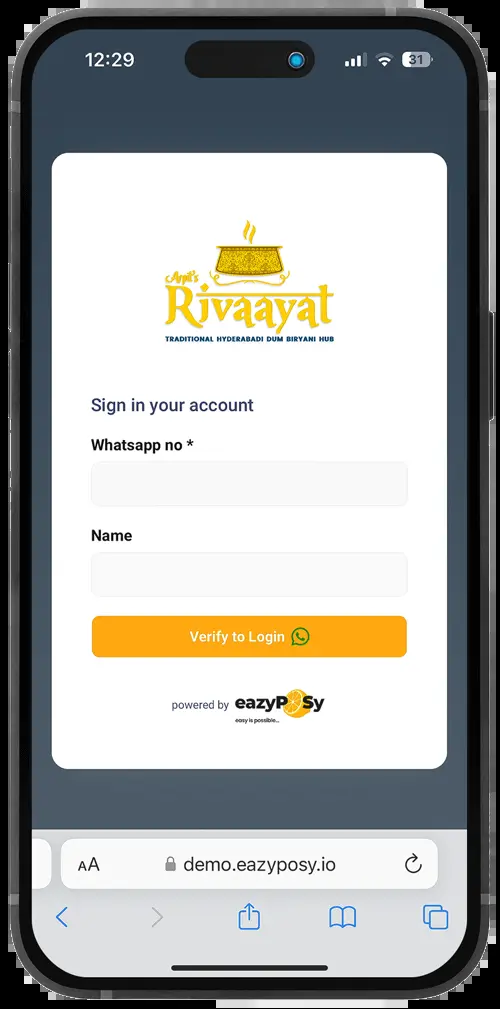 12:29
31
Arpit's
Rivaayat
TRADITIONAL HYDERABADI DUM BIRYANI HUB
Sign in your account
Whatsapp no *
Name
Verify to Login
powered by eazyPOSy
easy is possible...
AA demo.eazyposy.io